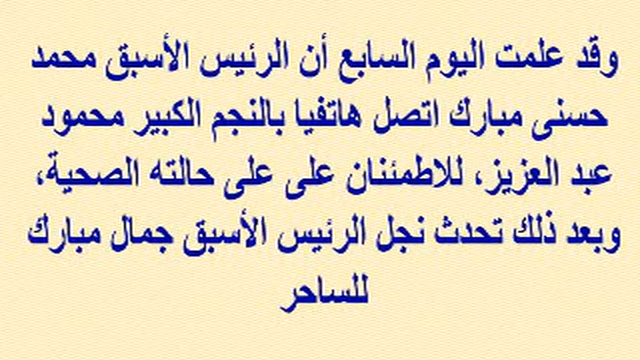 وقد علمت اليوم السابع أن الرئيس الأسبق محمد
حسنى مبارك اتصل هاتفيا بالنجم الكبير محمود
عبد العزيز، للاطمئنان على على حالته الصحية،
وبعد ذلك تحدث نجل الرئيس الأسبق جمال مبارك
للساحر